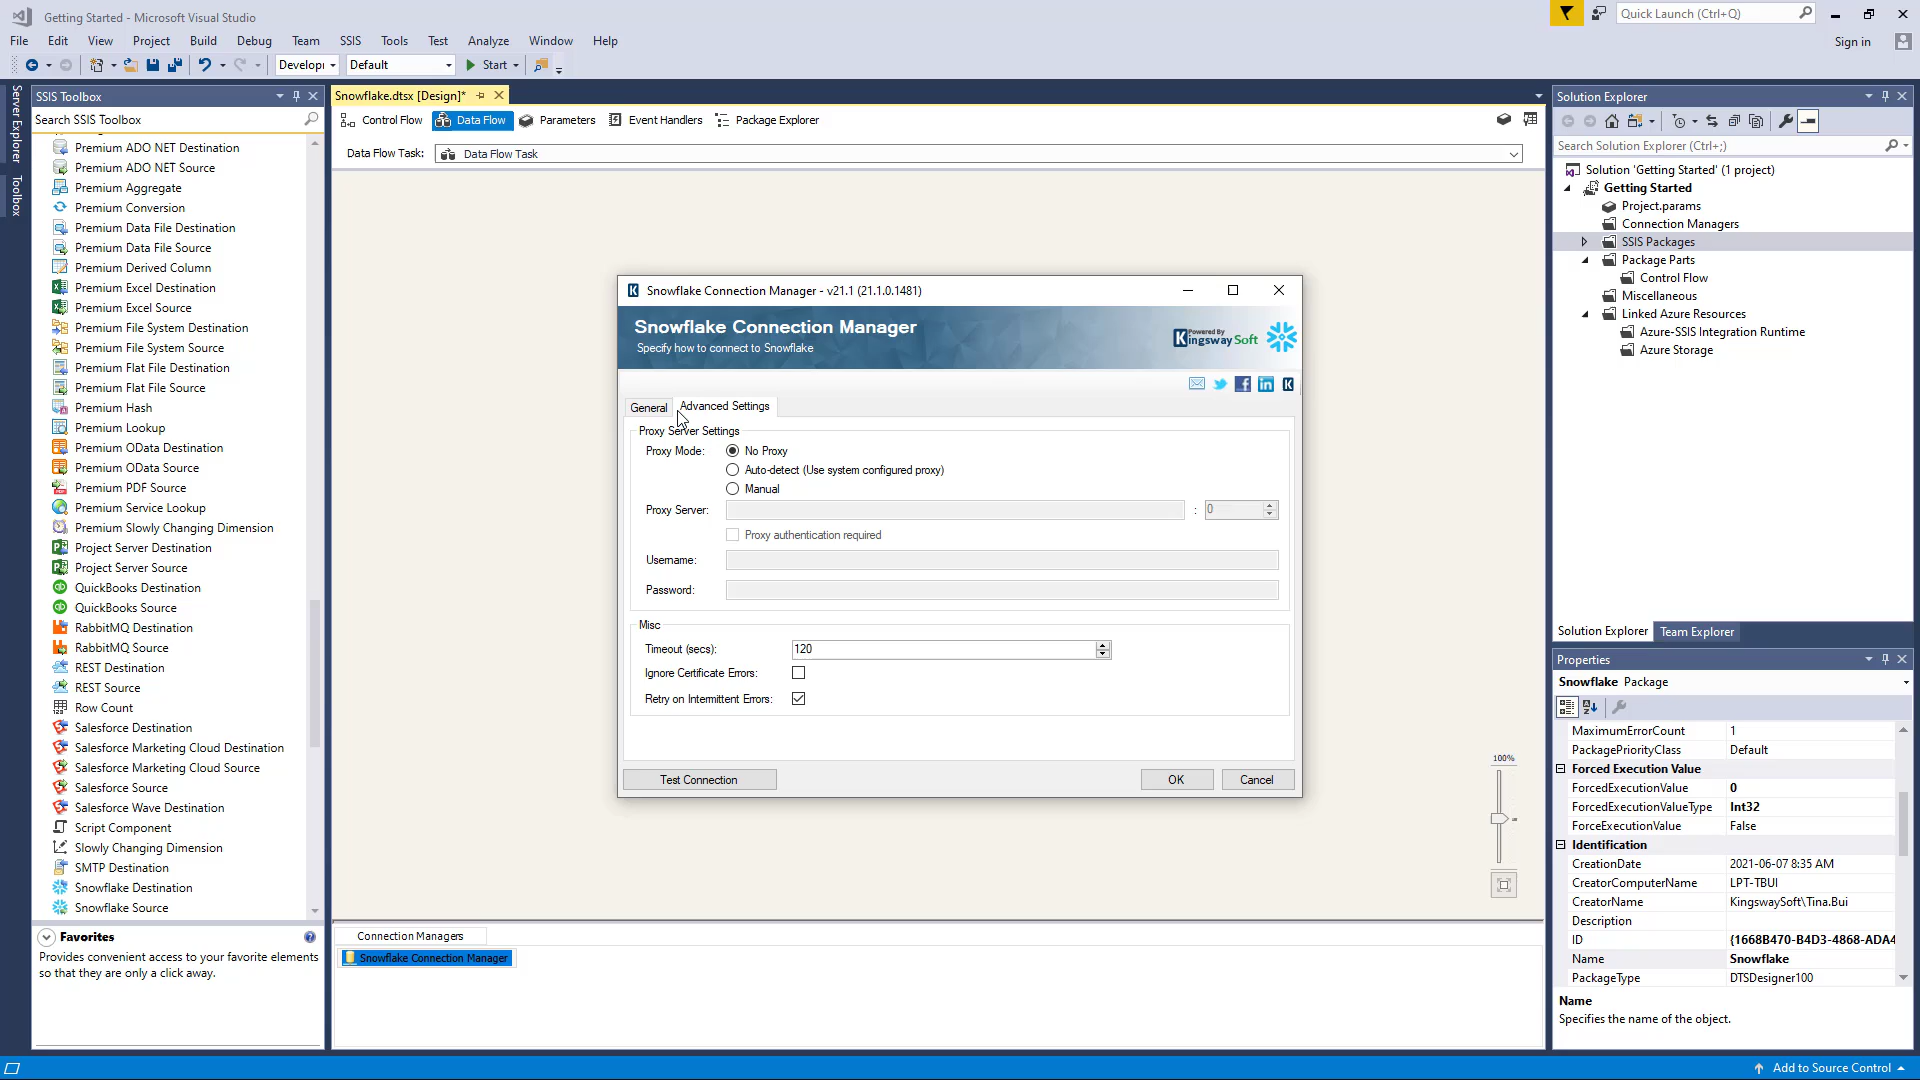 Getting Started - Microsoft Visual Studio
Quick Launch (Ctrl+Q)
File Edit View Project Build Debug Team SSIS Tools Test Analyze Window Help
Sign in
Default
Start
Server Explorer
Toolbox
SSIS Toolbox
Search SSIS Toolbox
Premium ADO NET Destination
Premium ADO NET Source
Premium Aggregate
Premium Conversion
Premium Data File Destination
Premium Data File Source
Premium Derived Column
Premium Excel Destination
Premium Excel Source
Premium File System Destination
Premium File System Source
Premium Flat File Destination
Premium Flat File Source
Premium Hash
Premium Lookup
Premium OData Destination
Premium OData Source
Premium PDF Source
Premium Service Lookup
Premium Slowly Changing Dimension
Project Server Destination
Project Server Source
QuickBooks Destination
QuickBooks Source
RabbitMQ Destination
RabbitMQ Source
REST Destination
REST Source
Row Count
Salesforce Destination
Salesforce Marketing Cloud Destination
Salesforce Marketing Cloud Source
Salesforce Source
Salesforce Wave Destination
Script Component
Slowly Changing Dimension
SMTP Destination
Snowflake Destination
Snowflake Source
Favorites
Provides convenient access to your favorite elements
so that they are only a click away.
Snowflake.dtsx [Design]*
Control Flow Data Flow Parameters Event Handlers Package Explorer
Data Flow Task: Data Flow Task
Snowflake Connection Manager - v21.1 (21.1.0.1481)
Snowflake Connection Manager
Specify how to connect to Snowflake
Powered By
KingswaySoft
General Advanced Settings
Proxy Server Settings
Proxy Mode: No Proxy
Auto-detect (Use system configured proxy)
Manual
Proxy Server: : 0
Proxy authentication required
Username:
Password:
Misc
Timeout (secs): 120
Ignore Certificate Errors:
Retry on Intermittent Errors:
Test Connection OK Cancel
100%
Connection Managers
Snowflake Connection Manager
Solution Explorer
Search Solution Explorer (Ctrl+;)
Solution 'Getting Started' (1 project)
Getting Started
Project.params
Connection Managers
SSIS Packages
Package Parts
Control Flow
Miscellaneous
Linked Azure Resources
Azure-SSIS Integration Runtime
Azure Storage
Solution Explorer Team Explorer
Properties
Snowflake Package
MaximumErrorCount 1
PackagePriorityClass Default
Forced Execution Value
ForcedExecutionValue 0
ForcedExecutionValueType Int32
ForceExecutionValue False
Identification
CreationDate 2021-06-07 8:35 AM
CreatorComputerName LPT-TBUI
CreatorName KingswaySoft\Tina.Bui
Description
ID {1668B470-B4D3-4868-ADA4
Name Snowflake
PackageType DTSDesigner100
Name
Specifies the name of the object.
Add to Source Control